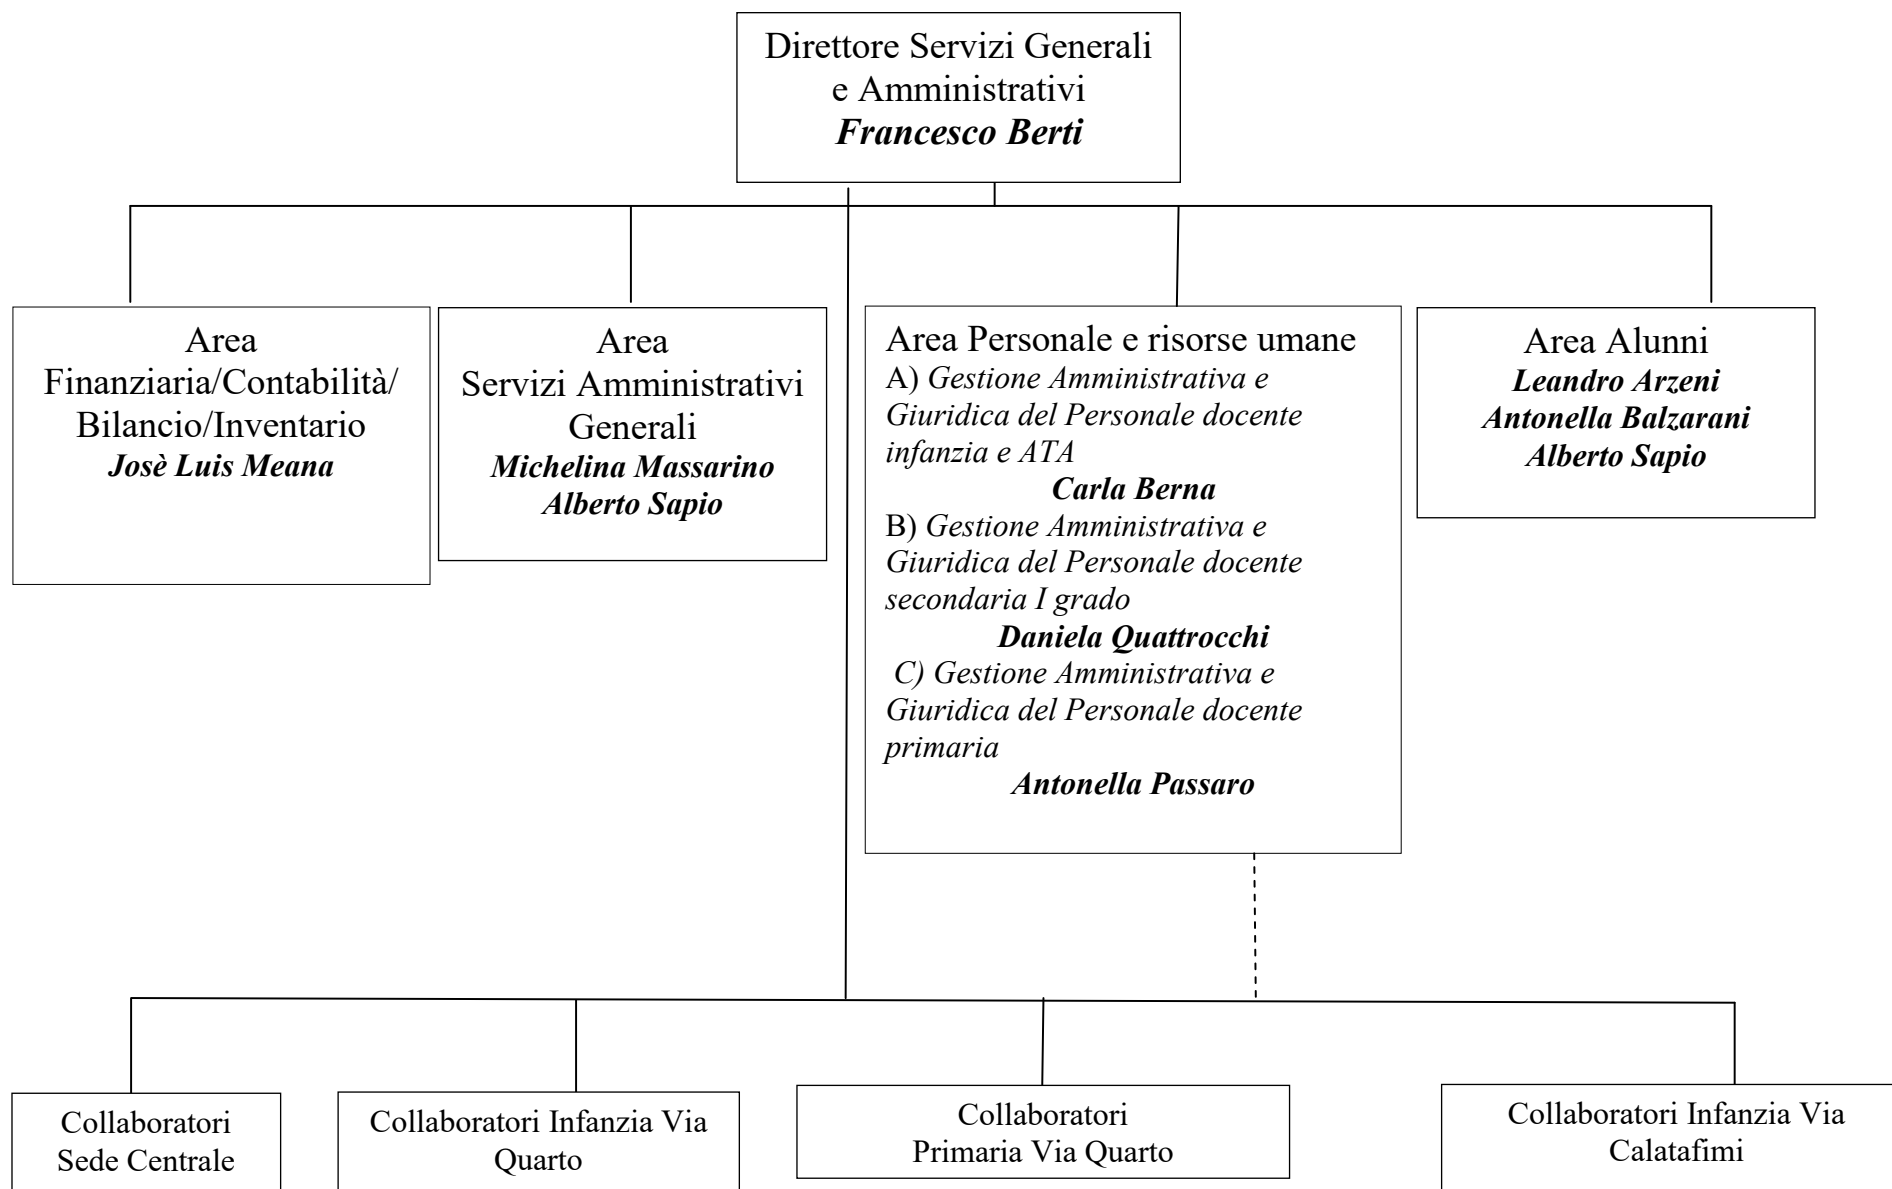 Direttore Servizi Generali
e Amministrativi
Francesco Berti
Area
Finanziaria/Contabilità/
Bilancio/Inventario
Josè Luis Meana
Area
Servizi Amministrativi
Generali
Michelina Massarino
Alberto Sapio
Area Personale e risorse umane
A) Gestione Amministrativa e
Giuridica del Personale docente
infanzia e ATA
Carla Berna
B) Gestione Amministrativa e
Giuridica del Personale docente
secondaria I grado
Daniela Quattrocchi
C) Gestione Amministrativa e
Giuridica del Personale docente
primaria
Antonella Passaro
Area Alunni
Leandro Arzeni
Antonella Balzarani
Alberto Sapio
Collaboratori
Sede Centrale
Collaboratori Infanzia Via
Quarto
Collaboratori
Primaria Via Quarto
Collaboratori Infanzia Via
Calatafimi